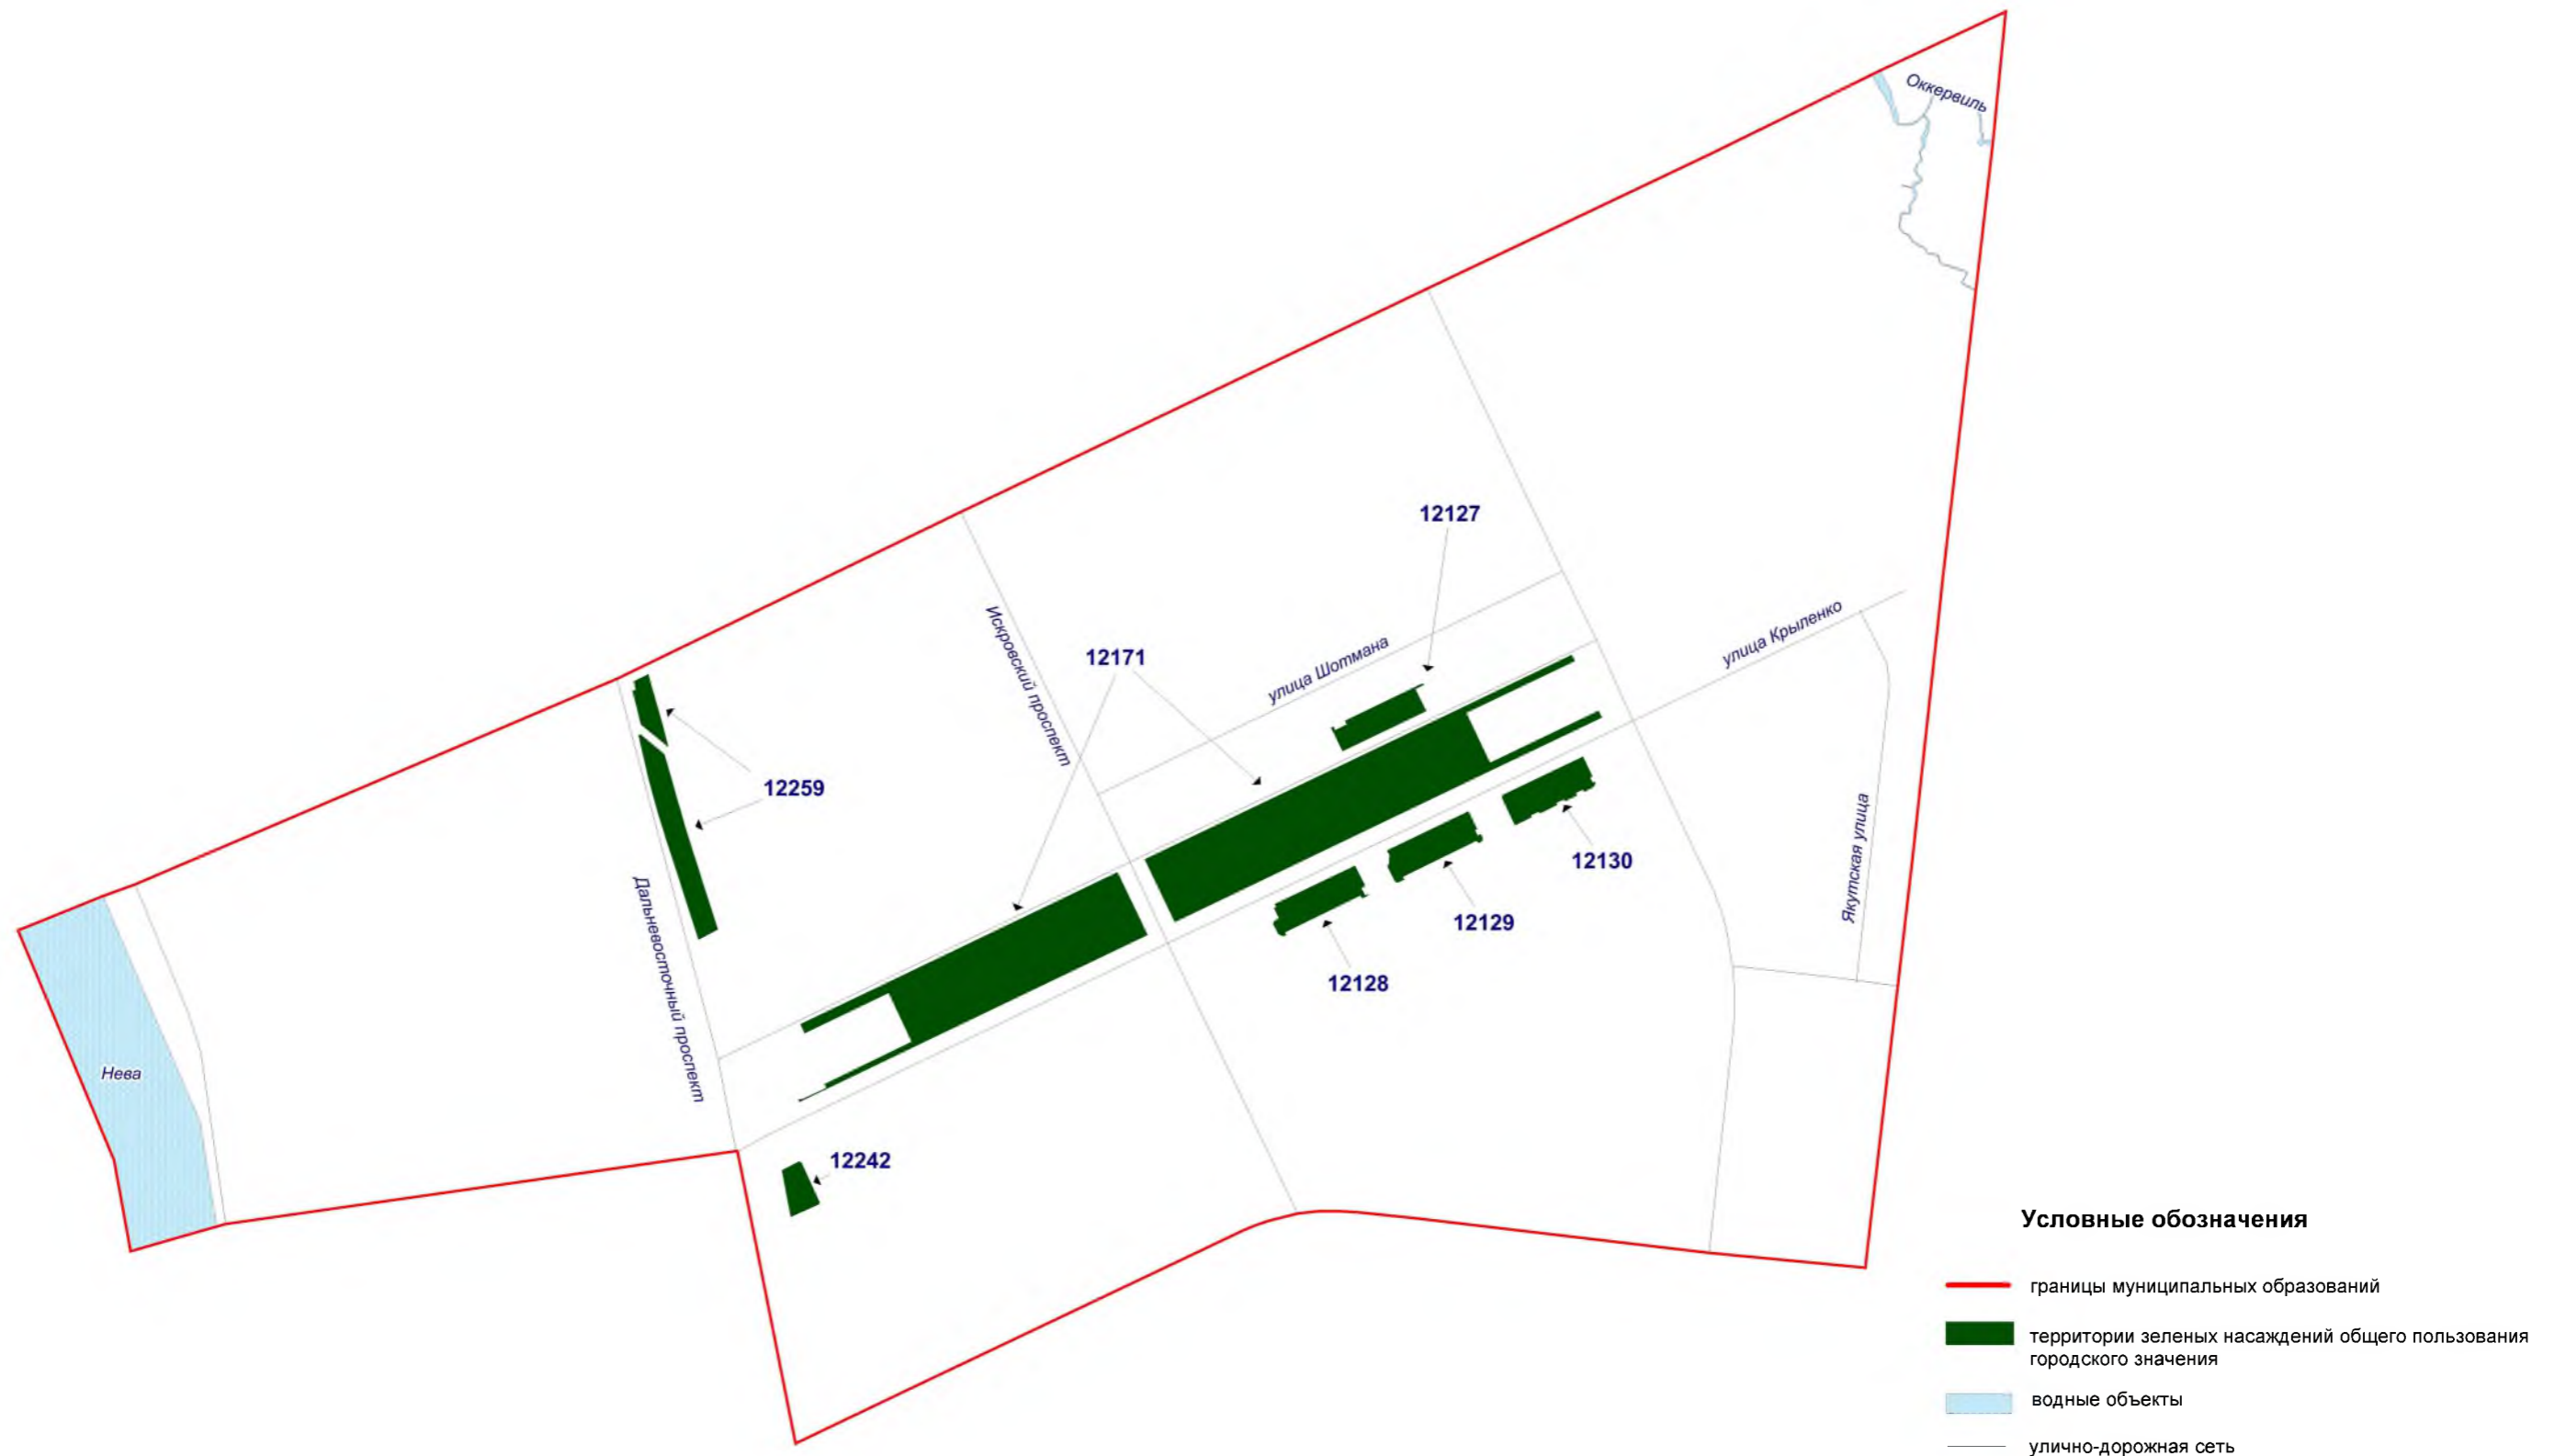 Оккервиль
12127
улица Крыленко
Искровский проспект
12171
улица Шотмана
12259
Якутская улица
12130
Дальневосточный проспект
12129
12128
Нева
12242
Условные обозначения
границы муниципальных образований
территории зеленых насаждений общего пользования
городского значения
водные объекты
улично-дорожная сеть